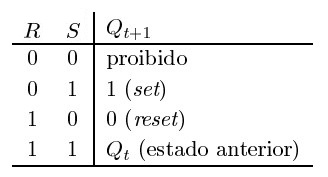 R S Q_{t+1}
0 0 proibido
0 1 1 (set)
1 0 0 (reset)
1 1 Q_t (estado anterior)